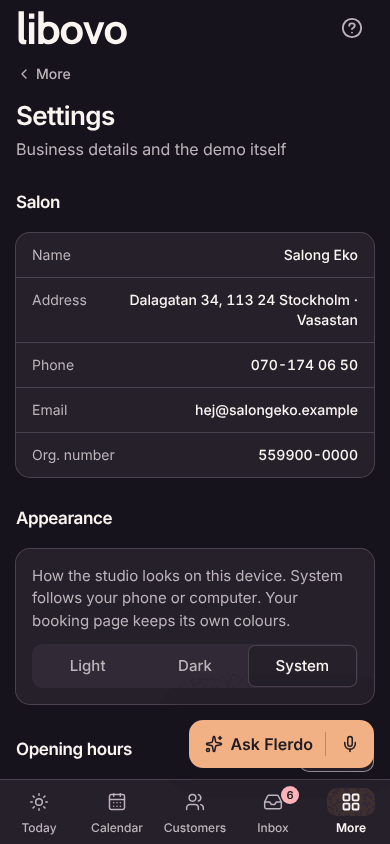 libovo
More
Settings
Business details and the demo itself
Salon
Name Salong Eko
Address Dalagatan 34, 113 24 Stockholm ·
Vasastan
Phone 070-174 06 50
Email hej@salongeko.example
Org. number 559900-0000
Appearance
How the studio looks on this device. System
follows your phone or computer. Your
booking page keeps its own colours.
Light Dark System
Opening hours
Ask Flerdo
6
Today Calendar Customers Inbox More